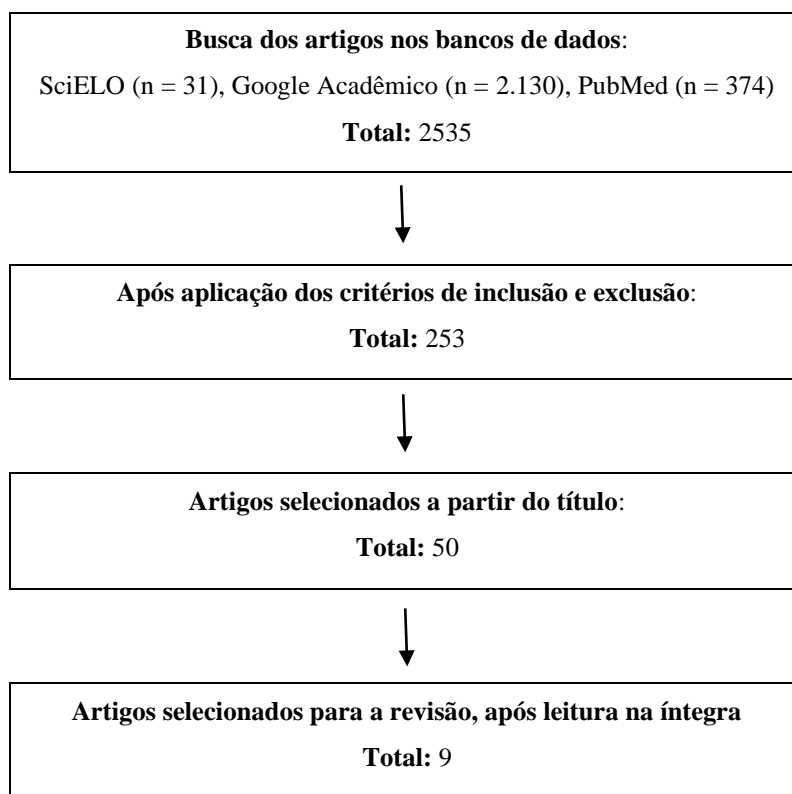 Busca dos artigos nos bancos de dados:
SciELO (n = 31), Google Acadêmico (n = 2.130), PubMed (n = 374)
Total: 2535
Após aplicação dos critérios de inclusão e exclusão:
Total: 253
Artigos selecionados a partir do título:
Total: 50
Artigos selecionados para a revisão, após leitura na íntegra
Total: 9